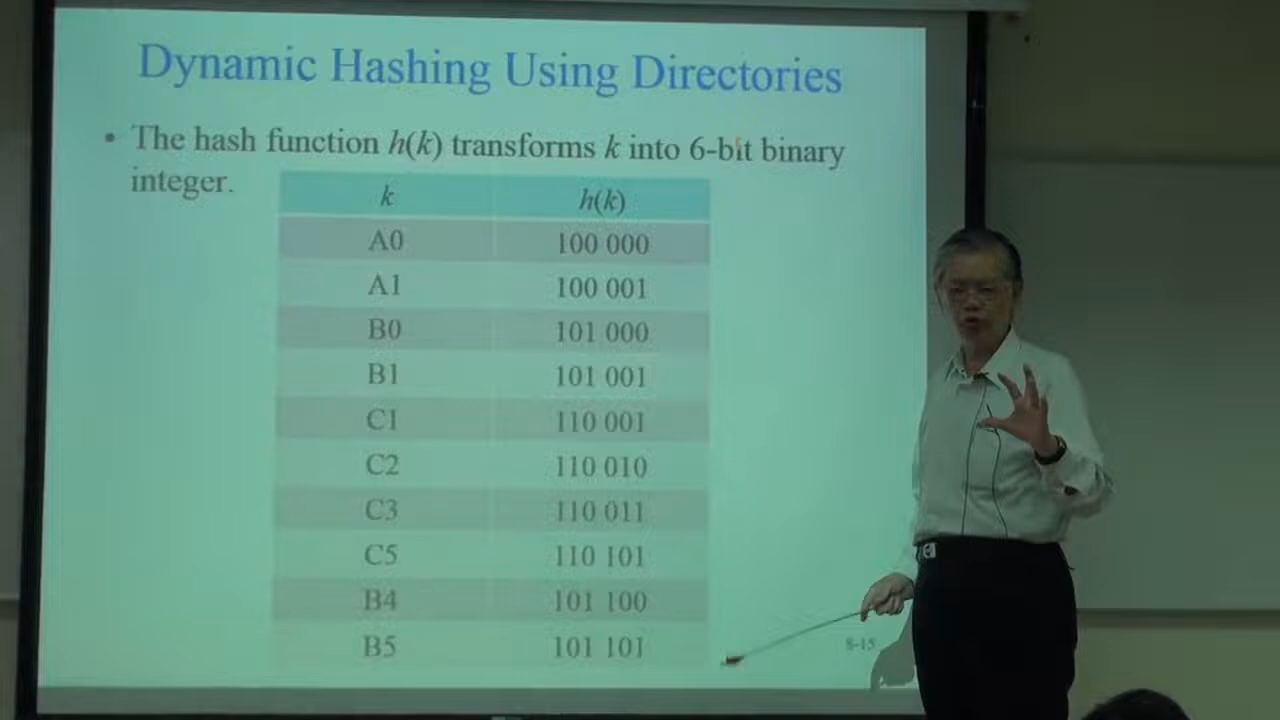 Dynamic Hashing Using Directories
• The hash function h(k) transforms k into 6-bit binary
integer.
k h(k)
A0 100 000
A1 100 001
B0 101 000
B1 101 001
C1 110 001
C2 110 010
C3 110 011
C5 110 101
B4 101 100
B5 101 101
8-15